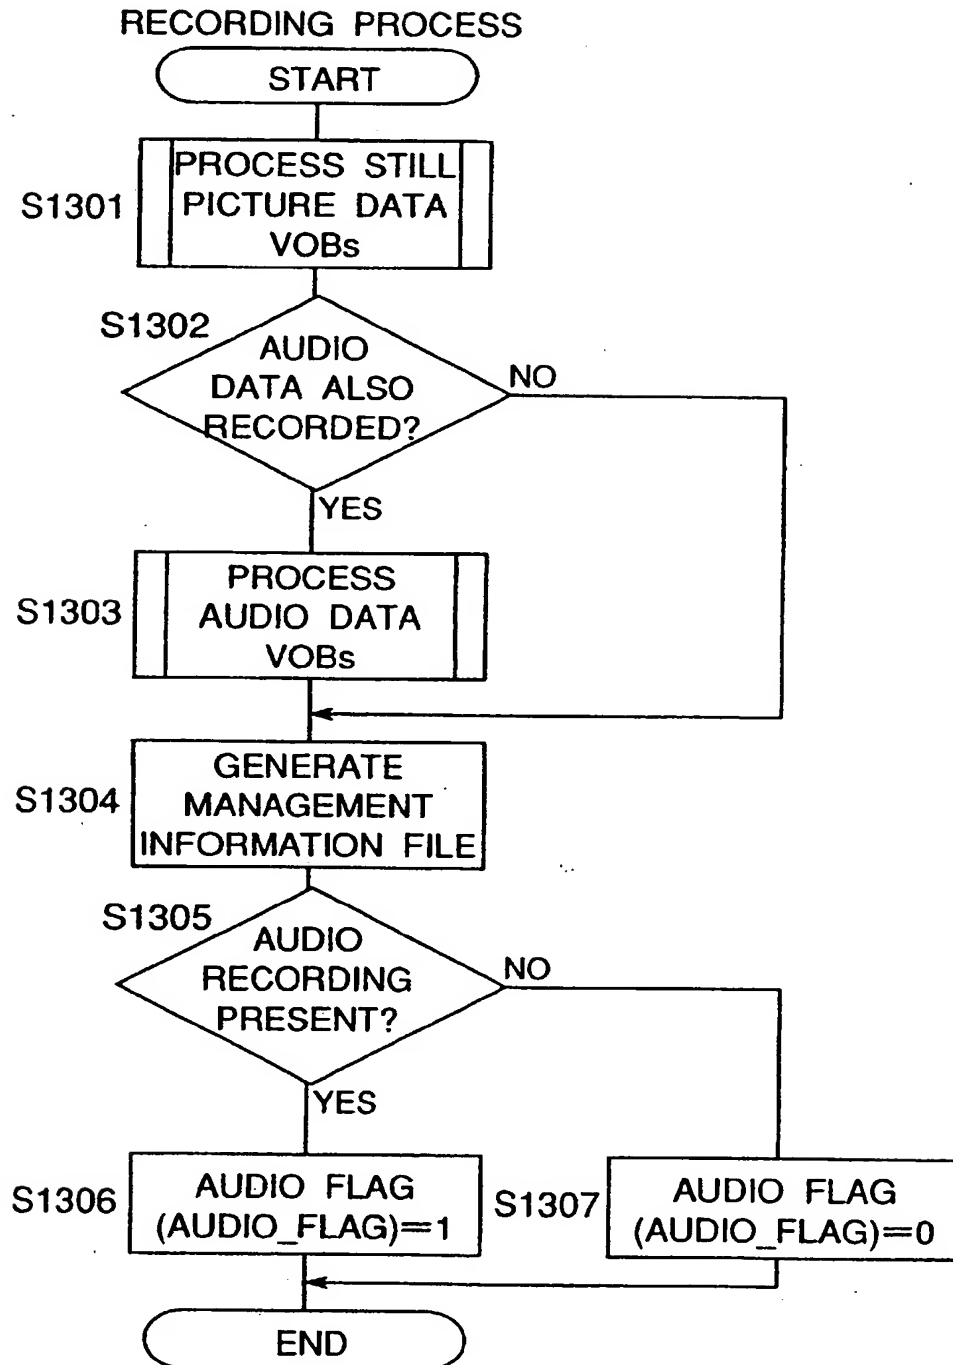 RECORDING PROCESS
START
S1301
PROCESS STILL
PICTURE DATA
VOBs
S1302
AUDIO
DATA ALSO
RECORDED?
NO
YES
S1303
PROCESS
AUDIO DATA
VOBs
S1304
GENERATE
MANAGEMENT
INFORMATION FILE
S1305
AUDIO
RECORDING
PRESENT?
NO
YES
S1306
AUDIO FLAG
(AUDIO_FLAG)=1
S1307
AUDIO FLAG
(AUDIO_FLAG)=0
END